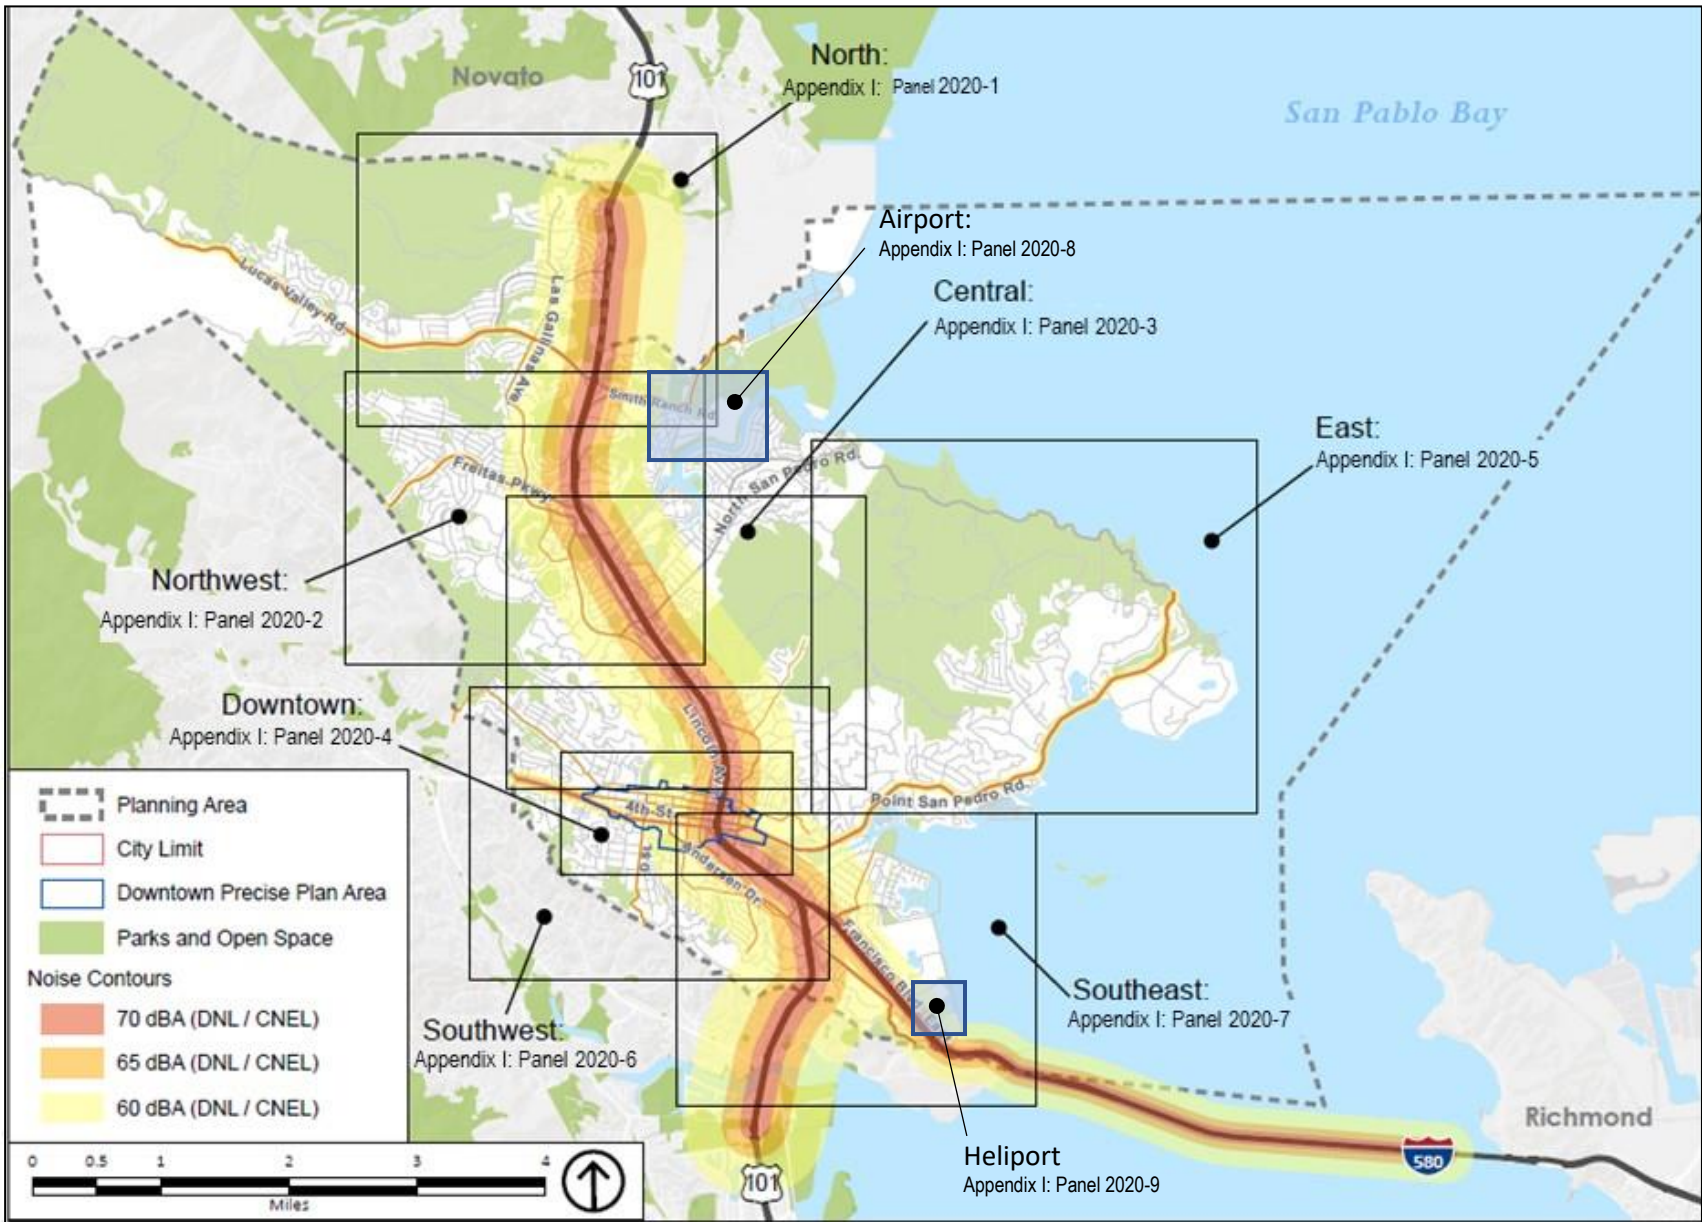 North:
Appendix I: Panel 2020-1
Novato
101
San Pablo Bay
Airport:
Appendix I: Panel 2020-8
Central:
Appendix I: Panel 2020-3
Lucas Valley Rd.
Las Gallinas Ave.
Smith Ranch Rd.
East:
Appendix I: Panel 2020-5
Freitas Pkwy
North San Pedro Rd.
Northwest:
Appendix I: Panel 2020-2
Downtown:
Appendix I: Panel 2020-4
Lincoln Av
4th St
Point San Pedro Rd.
Andersen Dr.
Francisco Blvd
Southeast:
Appendix I: Panel 2020-7
Southwest:
Appendix I: Panel 2020-6
Heliport
Appendix I: Panel 2020-9
Richmond
580
101
Planning Area
City Limit
Downtown Precise Plan Area
Parks and Open Space
Noise Contours
70 dBA (DNL / CNEL)
65 dBA (DNL / CNEL)
60 dBA (DNL / CNEL)
0 0.5 1 2 3 4
Miles